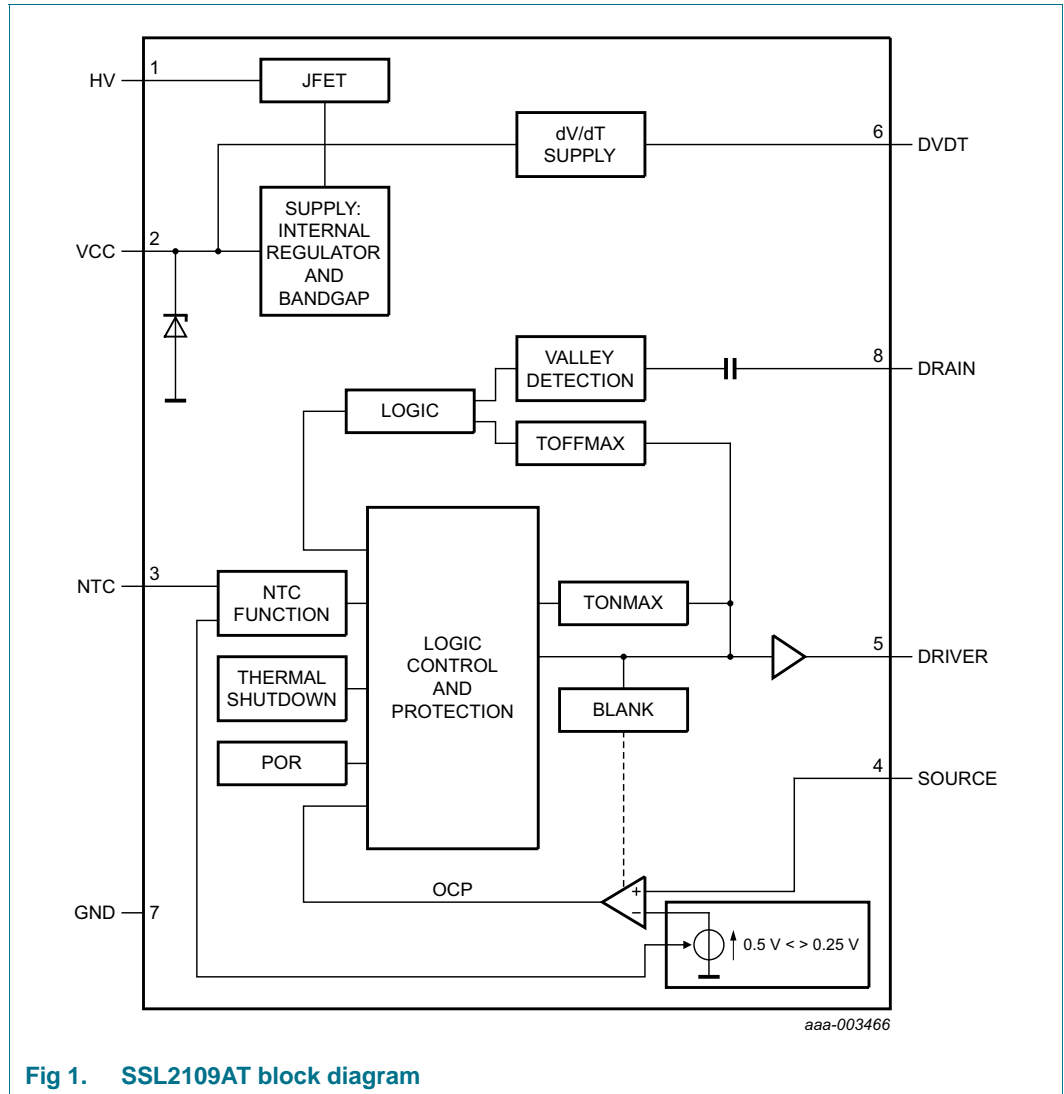 HV
1
JFET
dV/dT
SUPPLY
6
DVDT
SUPPLY:
INTERNAL
REGULATOR
AND
BANDGAP
VCC
2
VALLEY
DETECTION
8
DRAIN
LOGIC
TOFFMAX
NTC
3
NTC
FUNCTION
TONMAX
LOGIC
CONTROL
AND
PROTECTION
5
DRIVER
THERMAL
SHUTDOWN
BLANK
POR
4
SOURCE
OCP
+
−
GND
7
0.5 V < > 0.25 V
aaa-003466
Fig 1. SSL2109AT block diagram